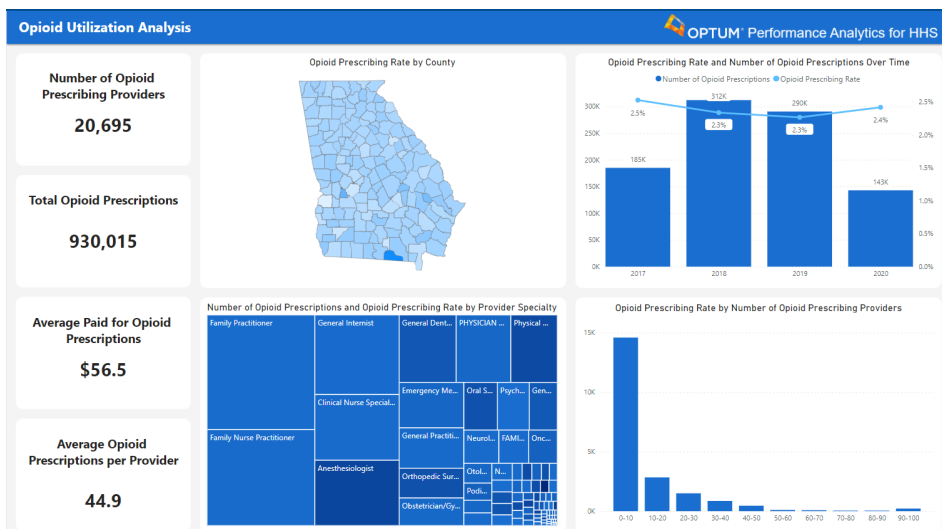 Opioid Utilization Analysis
OPTUM™ Performance Analytics for HHS
Number of Opioid
Prescribing Providers
20,695
Total Opioid Prescriptions
930,015
Average Paid for Opioid
Prescriptions
$56.5
Average Opioid
Prescriptions per Provider
44.9
Opioid Prescribing Rate by County
Opioid Prescribing Rate and Number of Opioid Prescriptions Over Time
Number of Opioid Prescriptions Opioid Prescribing Rate
300K
250K
200K
150K
100K
50K
0K
185K
312K
290K
143K
2.5%
2.3%
2.3%
2.4%
2.5%
2.0%
1.5%
1.0%
0.5%
0.0%
2017 2018 2019 2020
Number of Opioid Prescriptions and Opioid Prescribing Rate by Provider Specialty
Family Practitioner
Family Nurse Practitioner
General Internist
Clinical Nurse Special...
Anesthesiologist
General Dent...
PHYSICIAN ...
Physical ...
Emergency Me...
Oral S...
Psych...
Gen...
General Practiti...
Neurol...
FAMI...
Onc...
Orthopedic Sur...
Otol...
N...
Podi...
Obstetrician/Gy...
Opioid Prescribing Rate by Number of Opioid Prescribing Providers
15K
10K
5K
0K
0-10 10-20 20-30 30-40 40-50 50-60 60-70 70-80 80-90 90-100